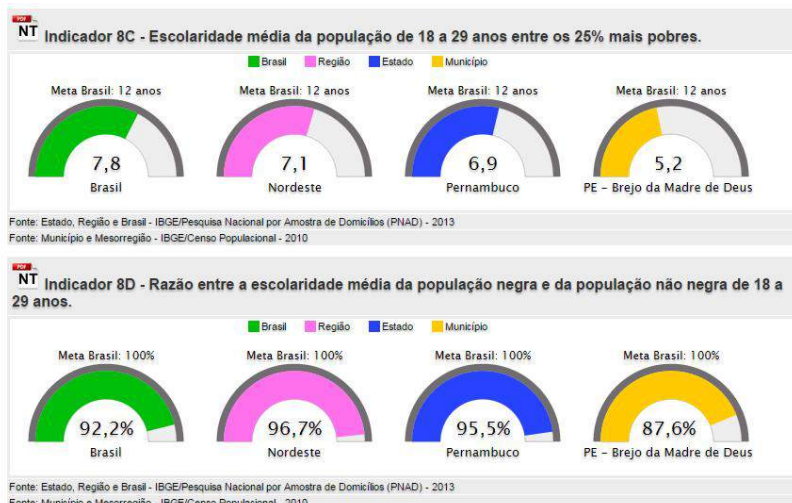 PDF
NT Indicador 8C - Escolaridade média da população de 18 a 29 anos entre os 25% mais pobres.
Brasil Região Estado Município
Meta Brasil: 12 anos Meta Brasil: 12 anos Meta Brasil: 12 anos Meta Brasil: 12 anos
7,8 7,1 6,9 5,2
Brasil Nordeste Pernambuco PE - Brejo da Madre de Deus
Fonte: Estado, Região e Brasil - IBGE/Pesquisa Nacional por Amostra de Domicílios (PNAD) - 2013
Fonte: Município e Mesorregião - IBGE/Censo Populacional - 2010
PDF
NT Indicador 8D - Razão entre a escolaridade média da população negra e da população não negra de 18 a
29 anos.
Brasil Região Estado Município
Meta Brasil: 100% Meta Brasil: 100% Meta Brasil: 100% Meta Brasil: 100%
92,2% 96,7% 95,5% 87,6%
Brasil Nordeste Pernambuco PE - Brejo da Madre de Deus
Fonte: Estado, Região e Brasil - IBGE/Pesquisa Nacional por Amostra de Domicílios (PNAD) - 2013
Fonte: Município e Mesorregião - IBGE/Censo Populacional - 2010